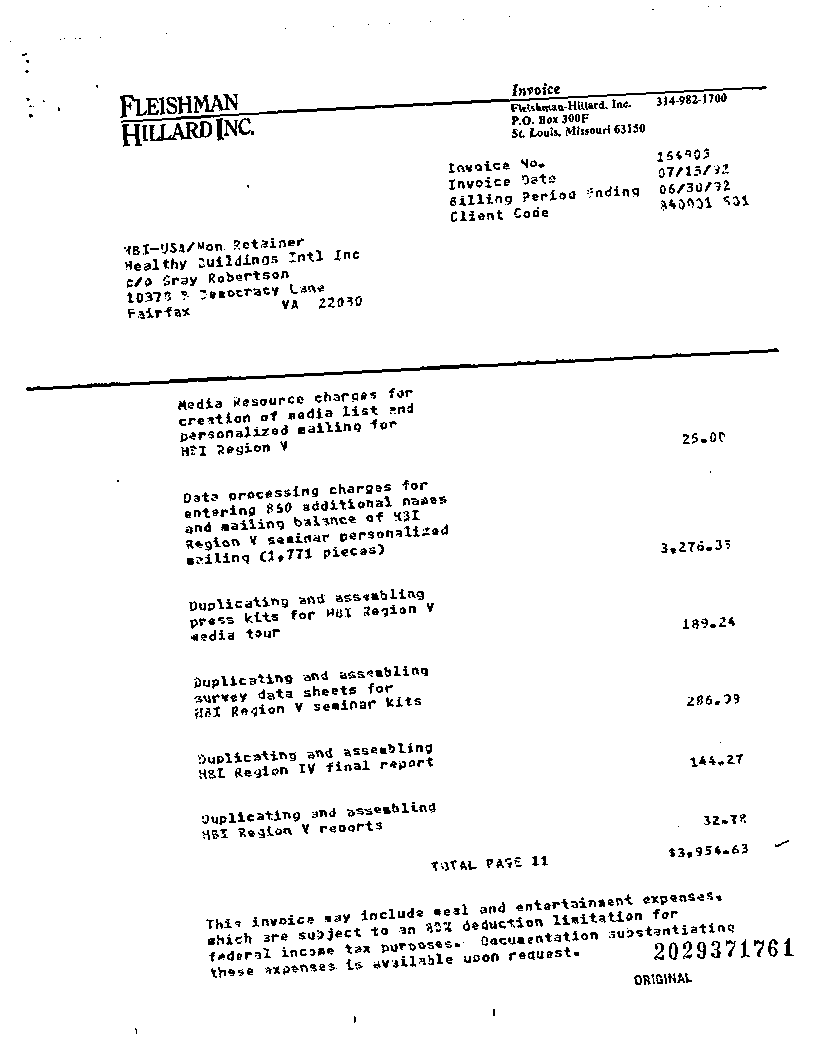 FLEISHMAN
HILLARD INC.
Invoice
Fleishman-Hillard, Inc. 314-982-1700
P.O. Box 300F
St. Louis, Missouri 63150
Invoice No. 164903
Invoice Date 07/15/92
Billing Period Ending 06/30/92
Client Code
HBI-USA/Non Retainer
Healthy Buildings Intl Inc
c/o Gray Robertson
Democracy Lane
Fairfax VA 22030
Media Resource charges for
creation of media list and
personalized mailing for
HBI Region V 25.00
Data processing charges for
entering 860 additional names
and mailing balance of HBI
Region V seminar personalized
mailing (1,771 pieces) 3,276.35
Duplicating and assembling
press kits for HBI Region V
media tour 189.24
Duplicating and assembling
survey data sheets for
HBI Region V seminar kits 286.99
Duplicating and assembling
HBI Region IV final report 144.27
Duplicating and assembling
HBI Region V reports 32.78
$3,954.63
TOTAL PAGE 11
This invoice may include meal and entertainment expenses,
which are subject to an 80% deduction limitation for
federal income tax purposes. Documentation substantiating
these expenses is available upon request.
2029371761
ORIGINAL